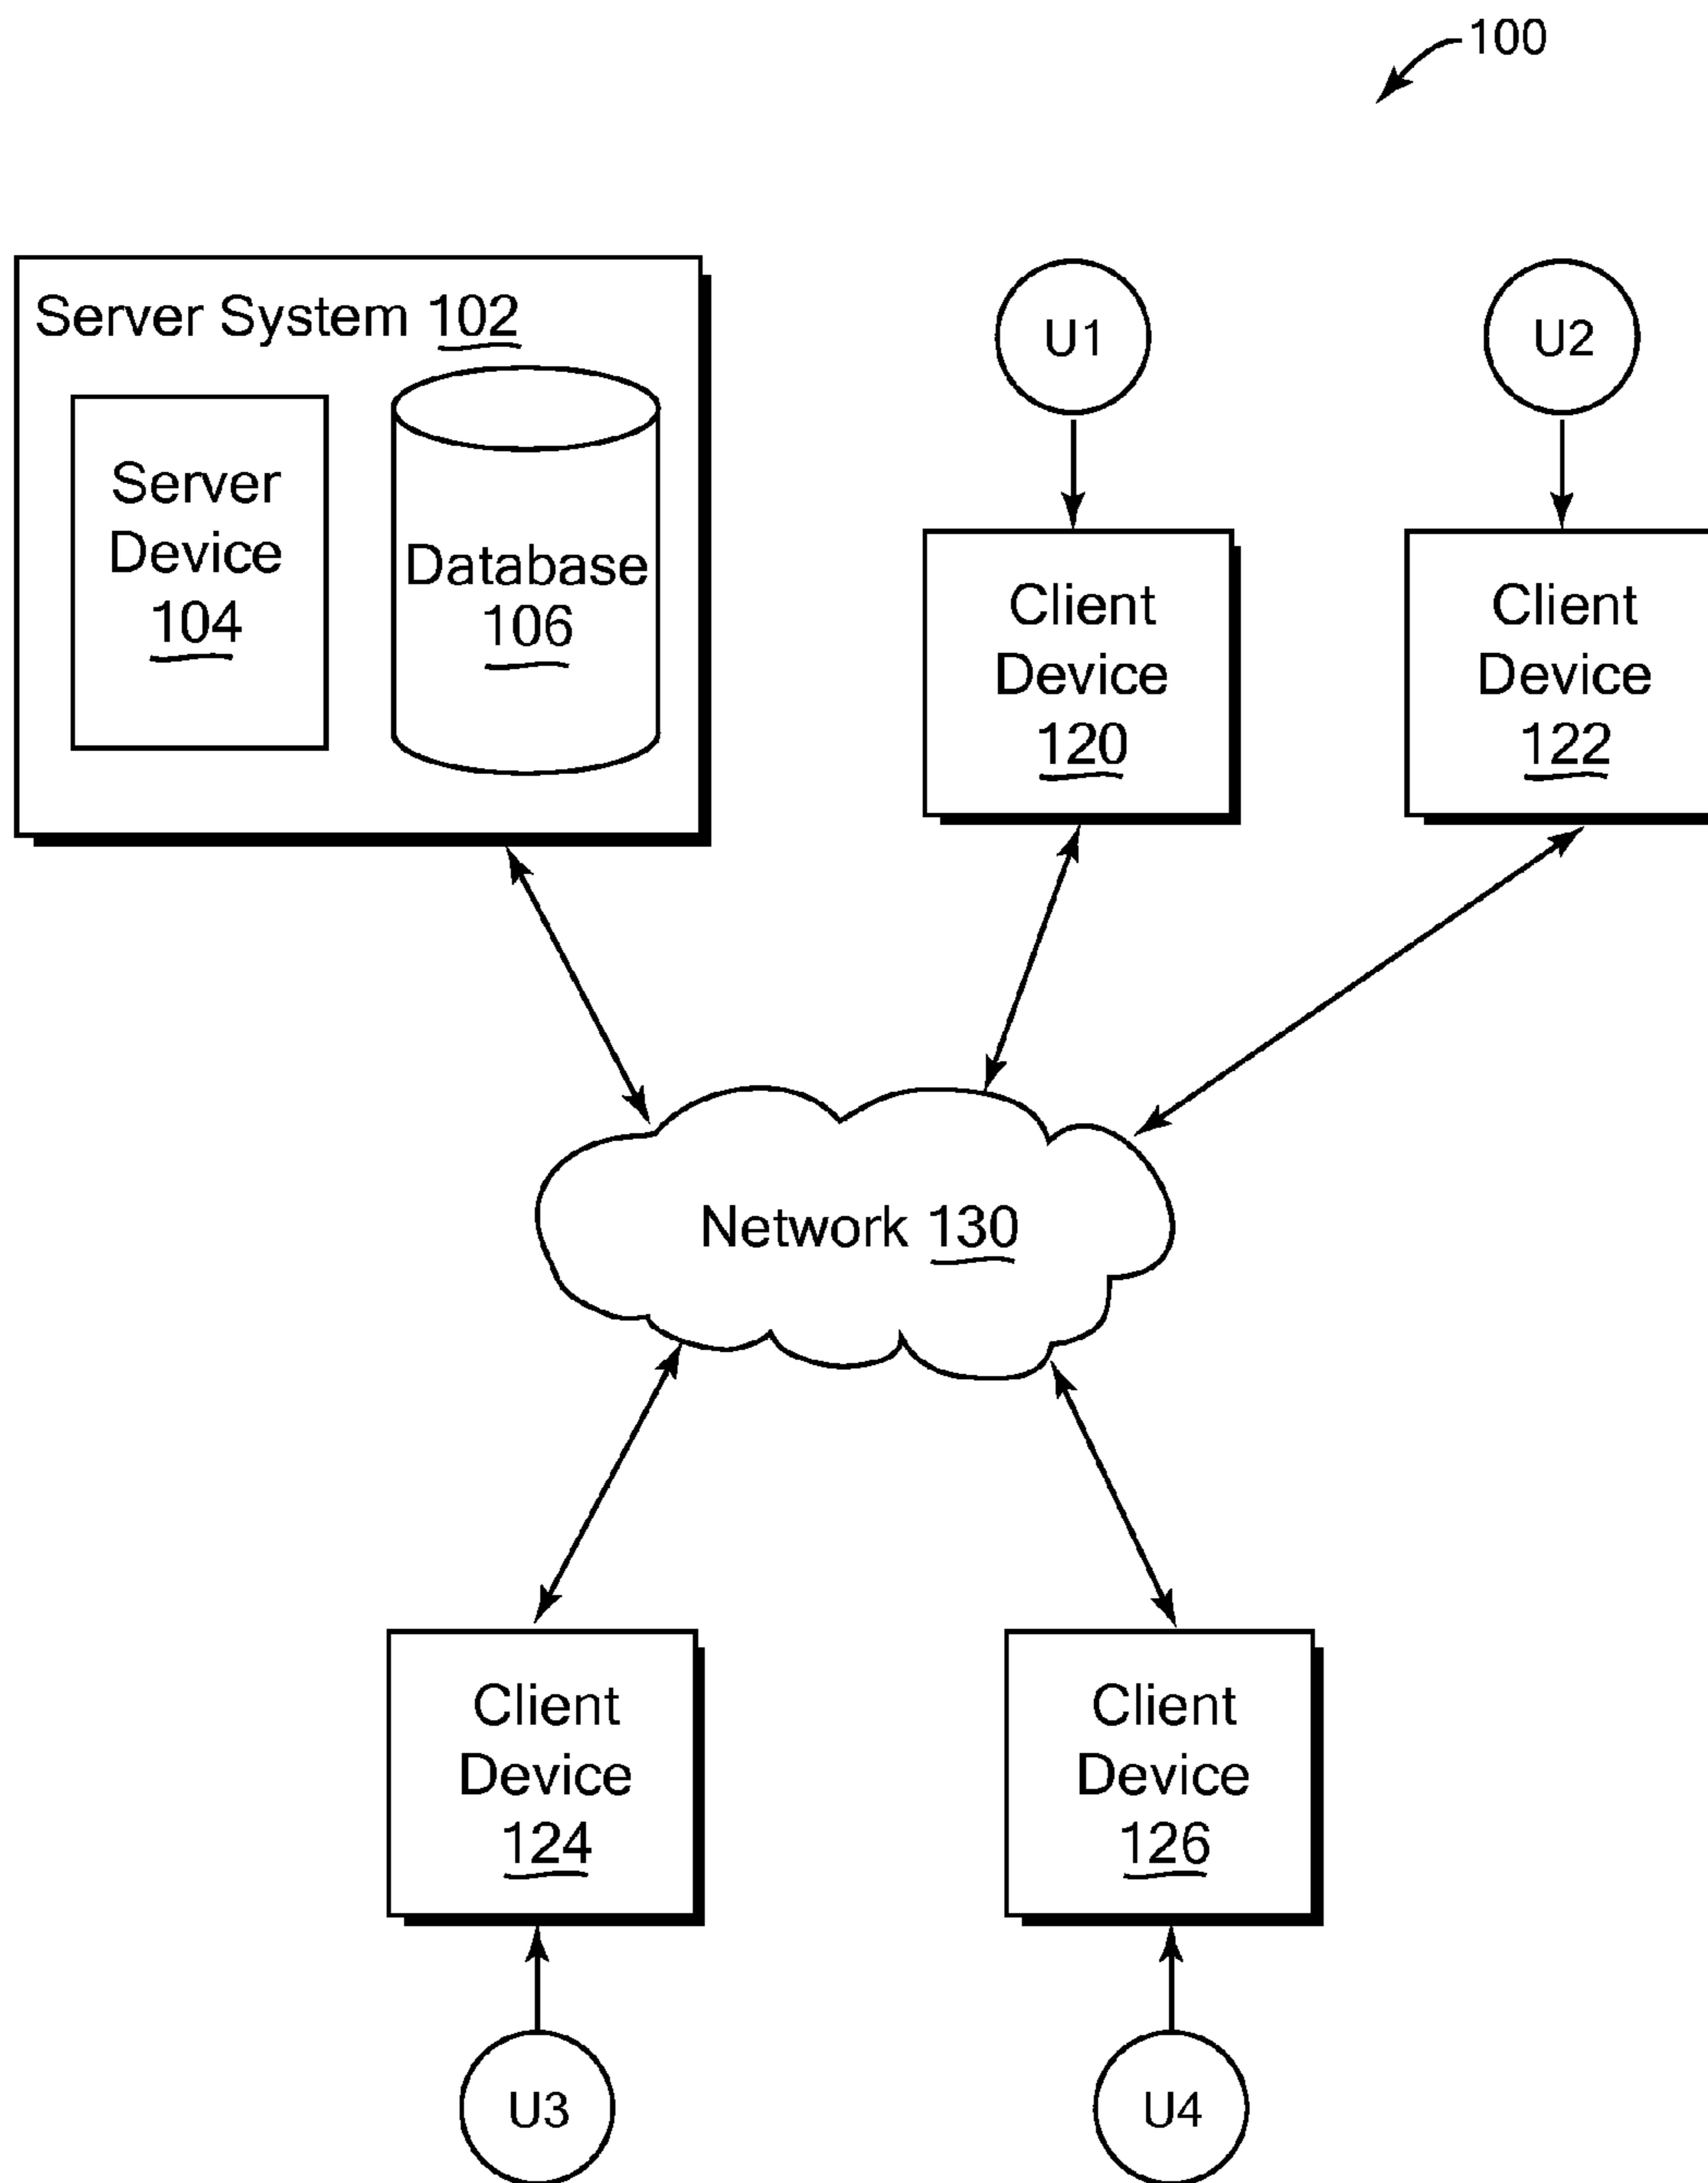 100
Server System 102
Server
Device
104
Database
106
U1
U2
Client
Device
120
Client
Device
122
Network 130
Client
Device
124
Client
Device
126
U3
U4